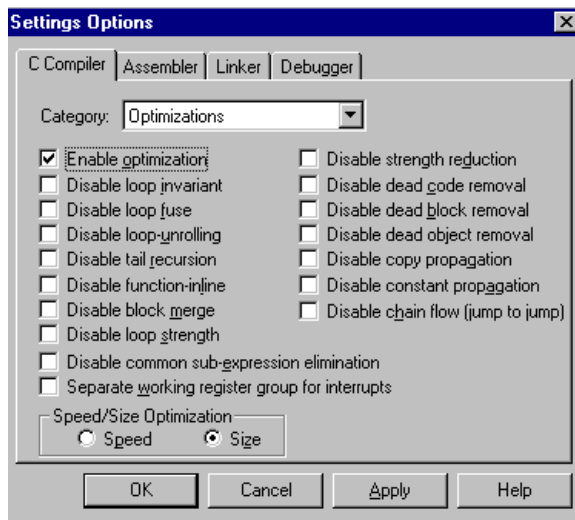 Settings Options
C Compiler Assembler Linker Debugger
Category: Optimizations
Enable optimization
Disable loop invariant
Disable loop fuse
Disable loop-unrolling
Disable tail recursion
Disable function-inline
Disable block merge
Disable loop strength
Disable strength reduction
Disable dead code removal
Disable dead block removal
Disable dead object removal
Disable copy propagation
Disable constant propagation
Disable chain flow (jump to jump)
Disable common sub-expression elimination
Separate working register group for interrupts
Speed/Size Optimization
Speed Size
OK Cancel Apply Help